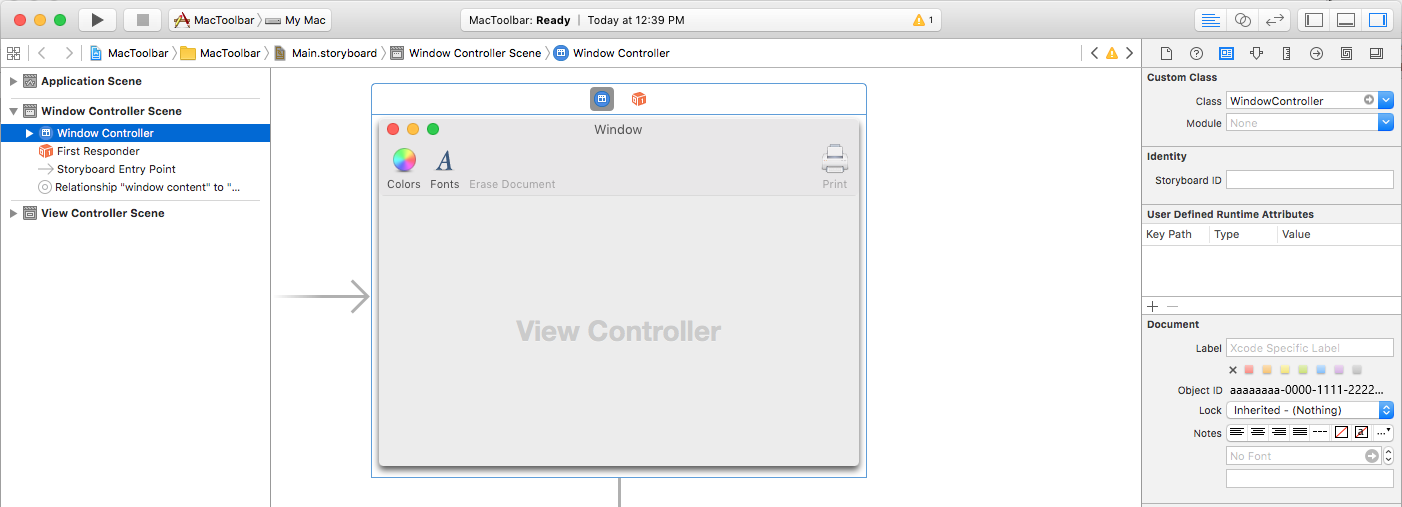 MacToolbar My Mac
MacToolbar: Ready Today at 12:39 PM
1
MacToolbar MacToolbar Main.storyboard Window Controller Scene Window Controller
Application Scene
Window Controller Scene
Window Controller
First Responder
Storyboard Entry Point
Relationship "window content" to "...
View Controller Scene
Window
Colors Fonts Erase Document Print
View Controller
Custom Class
Class WindowController
Module None
Identity
Storyboard ID
User Defined Runtime Attributes
Key Path Type Value
Document
Label Xcode Specific Label
Object ID aaaaaaaa-0000-1111-2222...
Lock Inherited - (Nothing)
Notes
No Font